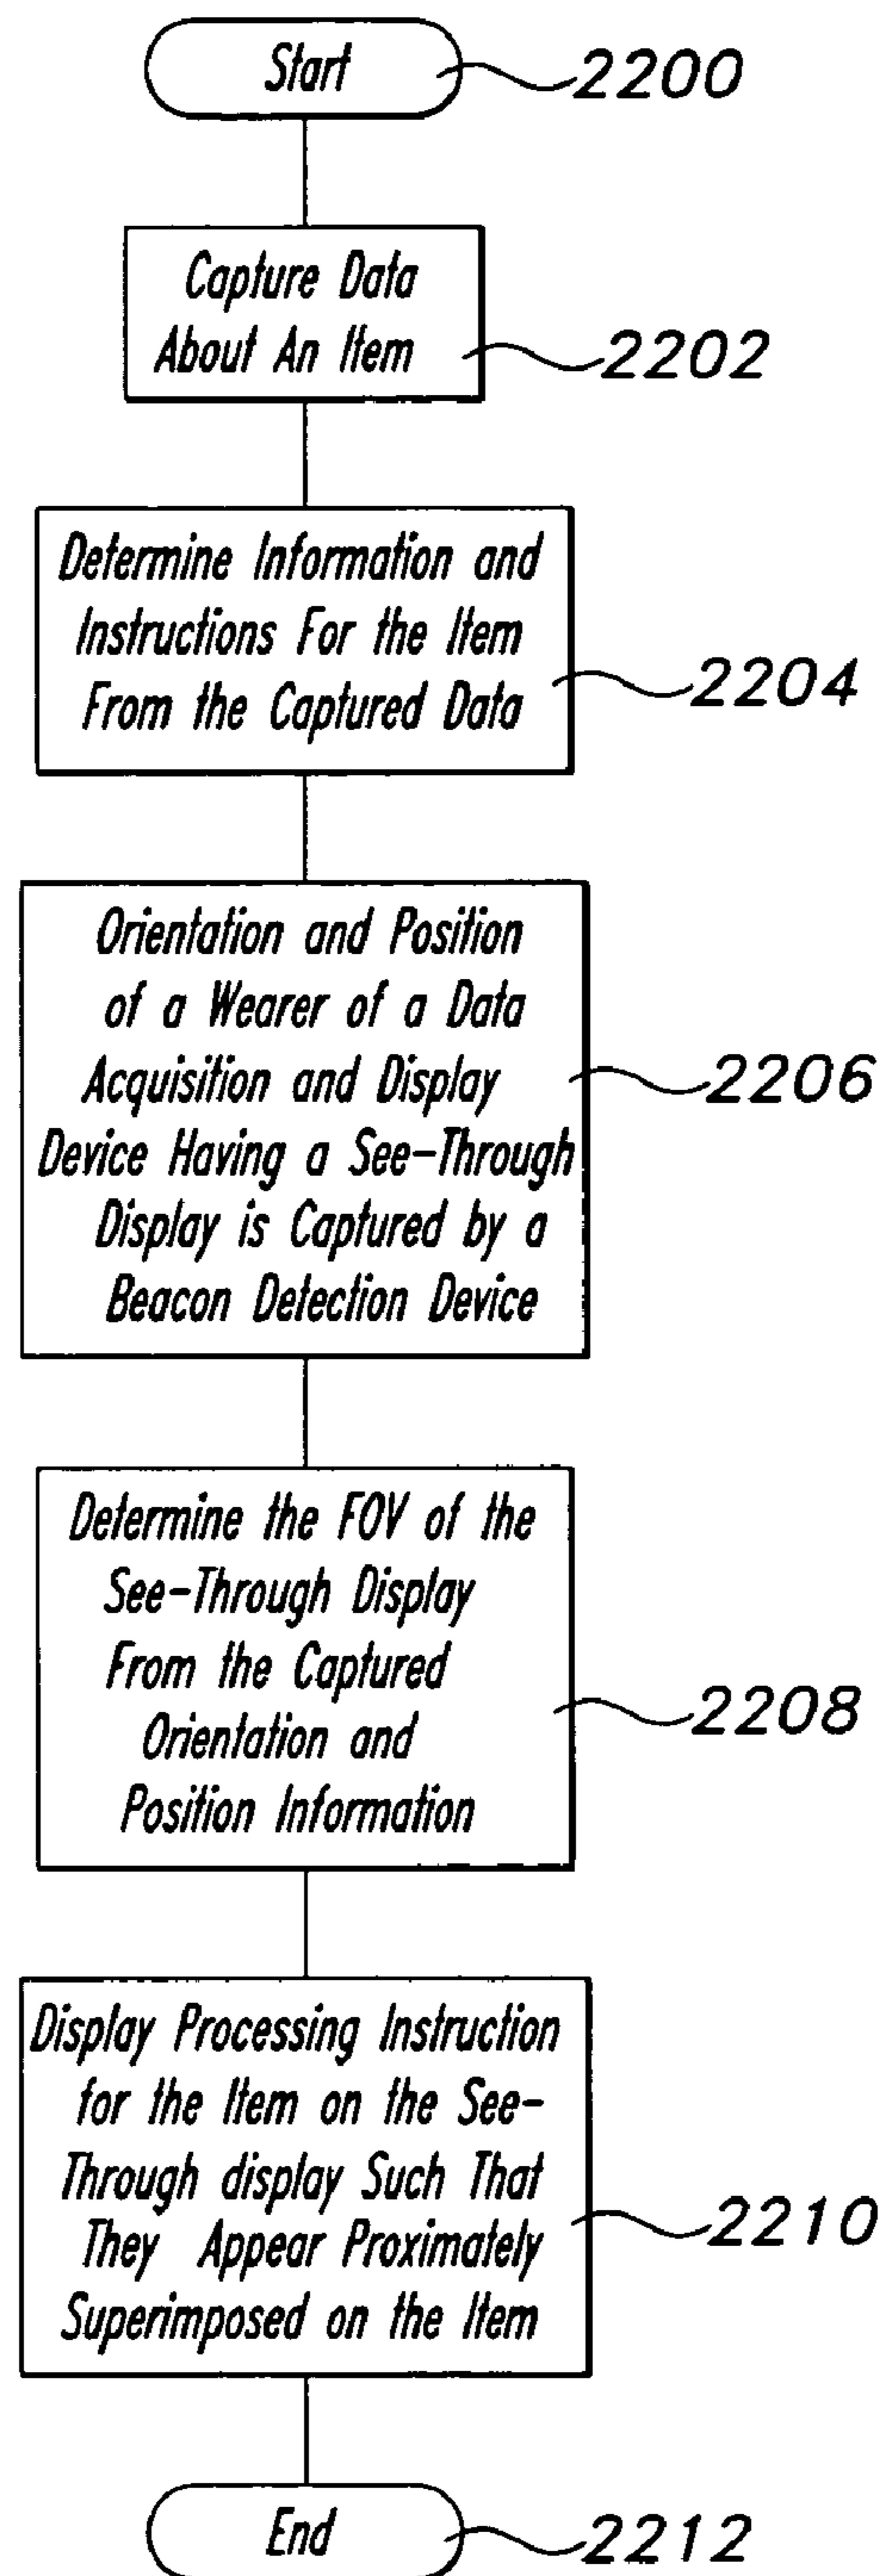 Start
2200
Capture Data
About An Item
2202
Determine Information and
Instructions For the Item
From the Captured Data
2204
Orientation and Position
of a Wearer of a Data
Acquisition and Display
Device Having a See-Through
Display is Captured by a
Beacon Detection Device
2206
Determine the FOV of the
See-Through Display
From the Captured
Orientation and
Position Information
2208
Display Processing Instruction
for the Item on the See-
Through display Such That
They Appear Proximately
Superimposed on the Item
2210
End
2212